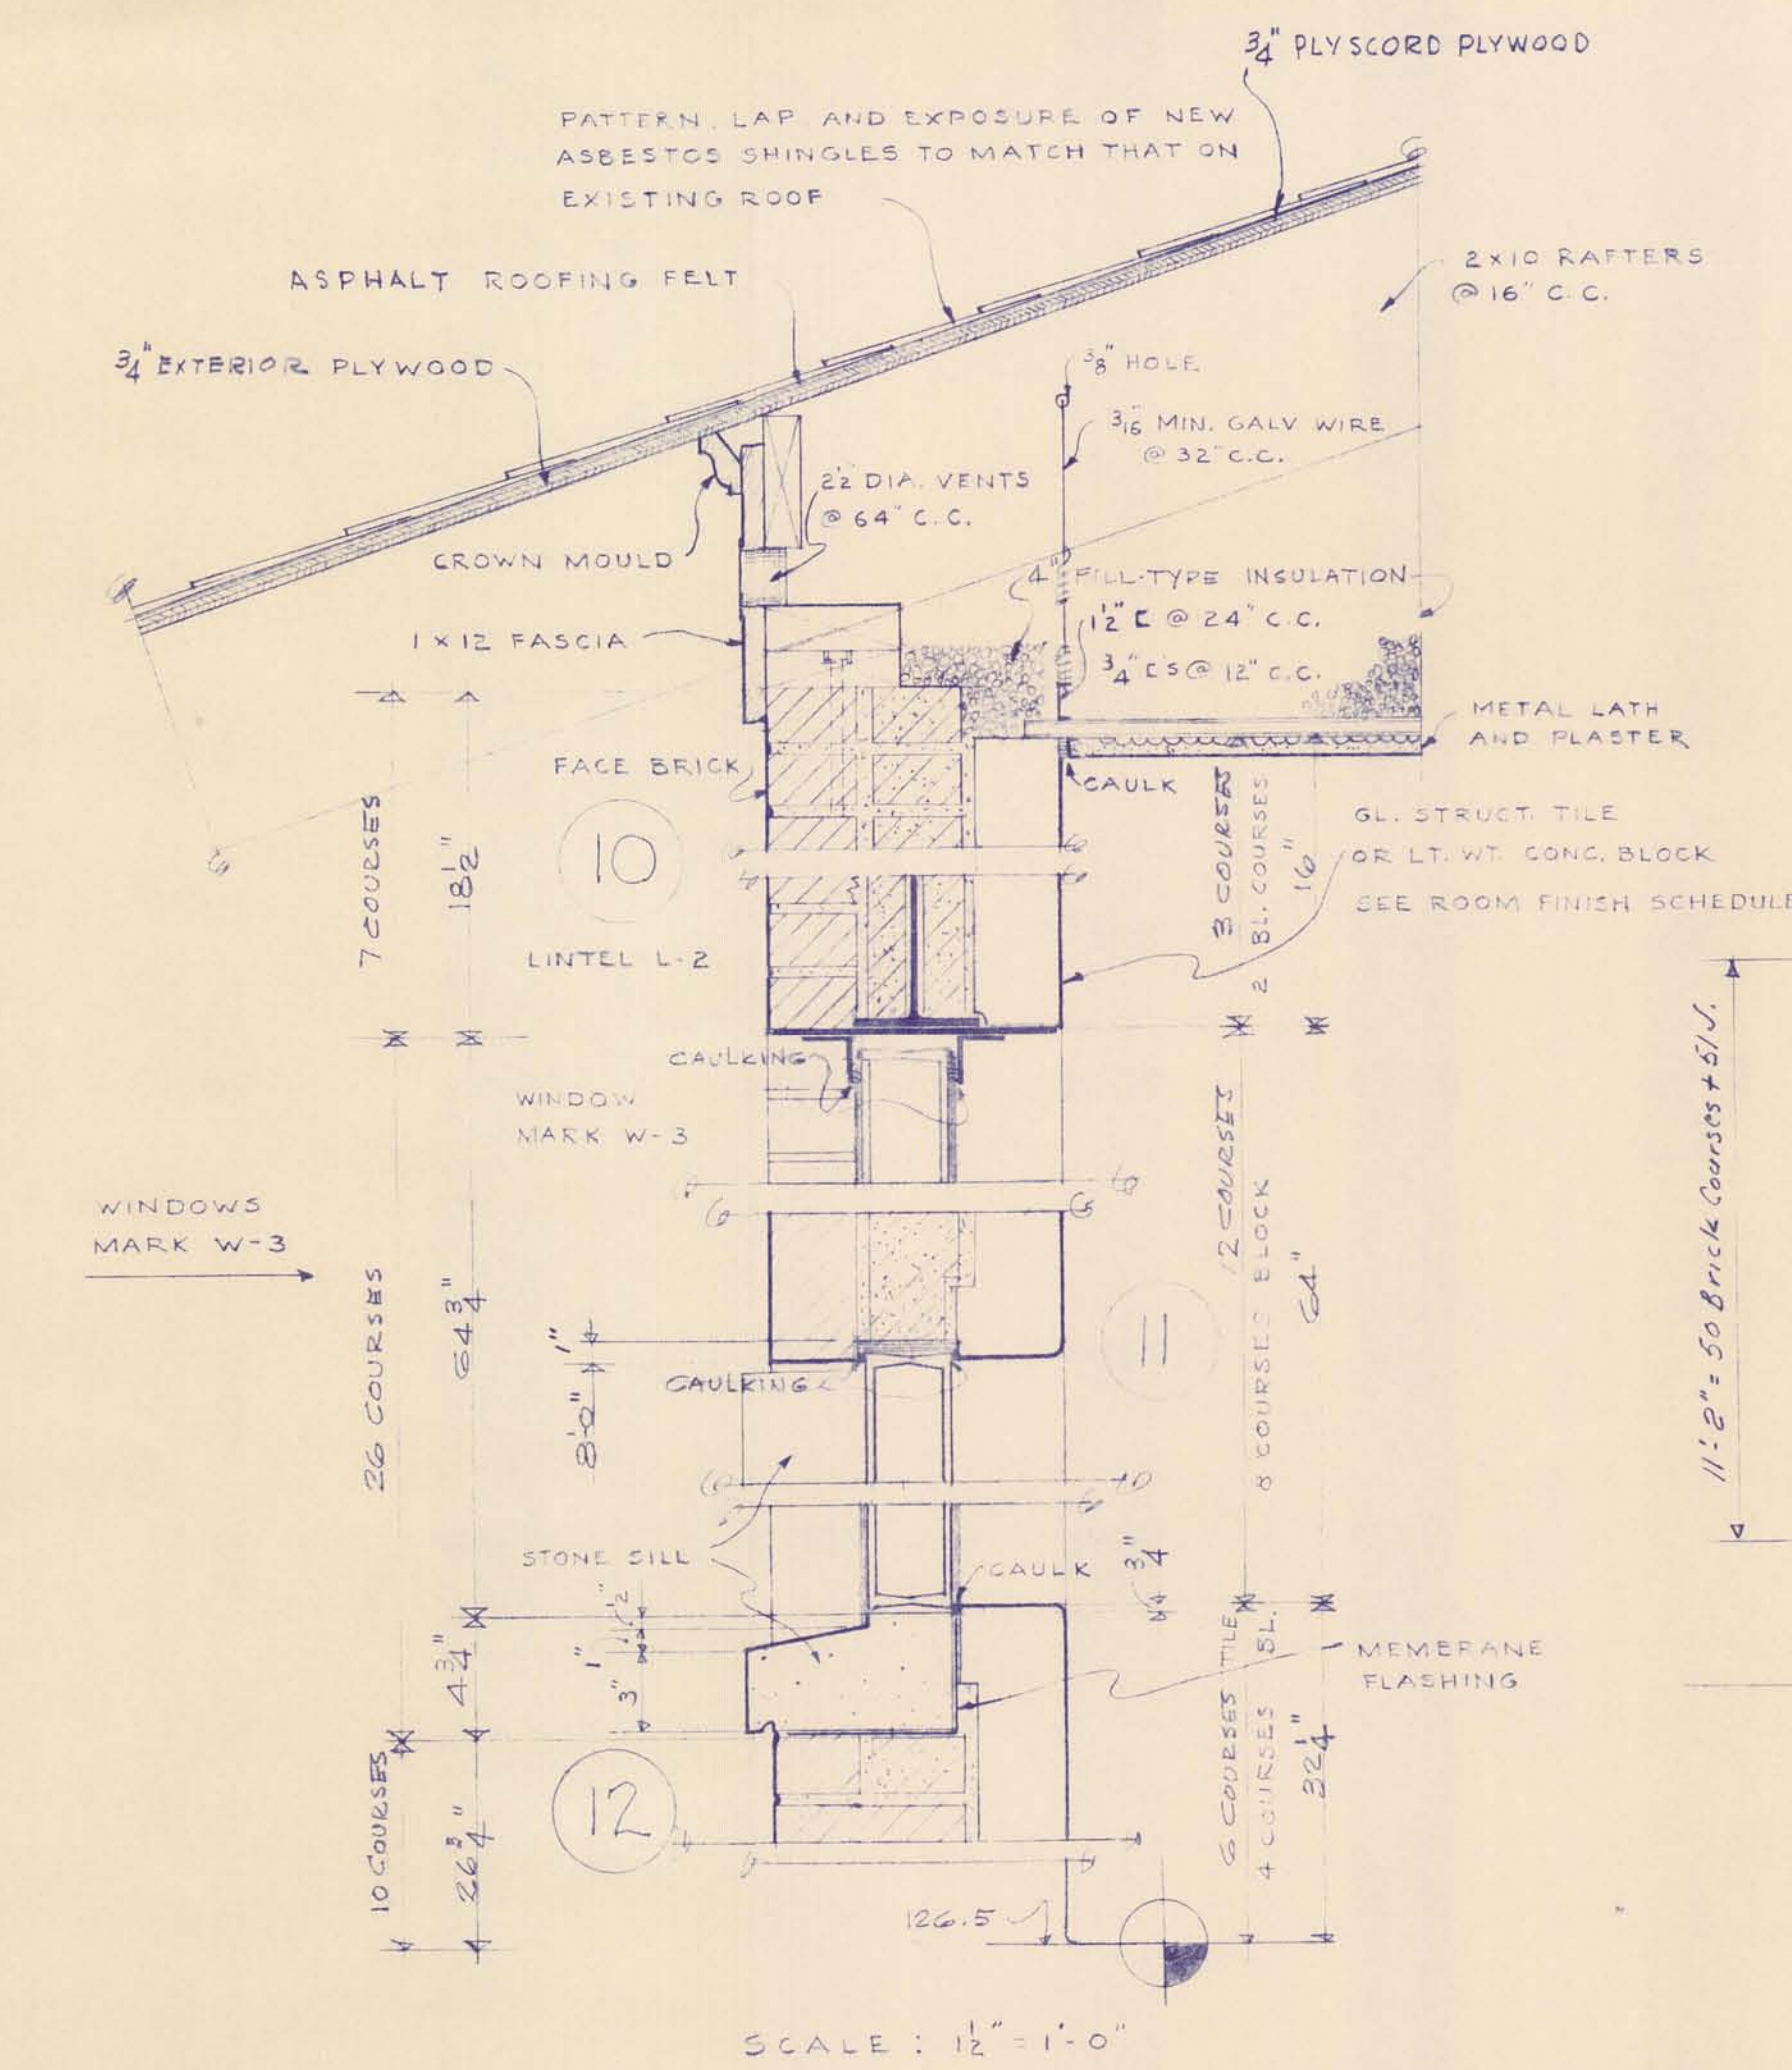 3/4" PLYSCORD PLYWOOD
PATTERN, LAP AND EXPOSURE OF NEW
ASBESTOS SHINGLES TO MATCH THAT ON
EXISTING ROOF
2x10 RAFTERS
@ 16" C.C.
ASPHALT ROOFING FELT
3/4" EXTERIOR PLYWOOD
3/8" HOLE
3/16 MIN. GALV WIRE
@ 32" C.C.
2 1/2 DIA. VENTS
@ 64" C.C.
CROWN MOULD
4" FILL-TYPE INSULATION
1 1/2" [ @ 24" C.C.
3/4" ['S @ 12" C.C.
1 x 12 FASCIA
METAL LATH
AND PLASTER
FACE BRICK
CAULK
GL. STRUCT. TILE
OR LT. WT. CONC. BLOCK
SEE ROOM FINISH SCHEDULE
7 COURSES
18 1/2"
10
3 COURSES
2 BL. COURSES
16"
LINTEL L-2
CAULKING
WINDOW
MARK W-3
WINDOWS
MARK W-3
26 COURSES
64 3/4"
1"
8'-0"
CAULKING
11
12 COURSES
8 COURSES BLOCK
64"
11'-2" = 50 Brick Courses + 51 J.
STONE SILL
CAULK
3/4"
1/2"
1"
3"
4 3/4"
MEMBRANE
FLASHING
10 COURSES
26 3/4"
12
6 COURSES TILE
4 COURSES BL.
32 1/4"
126.5
SCALE : 1 1/2" = 1'-0"